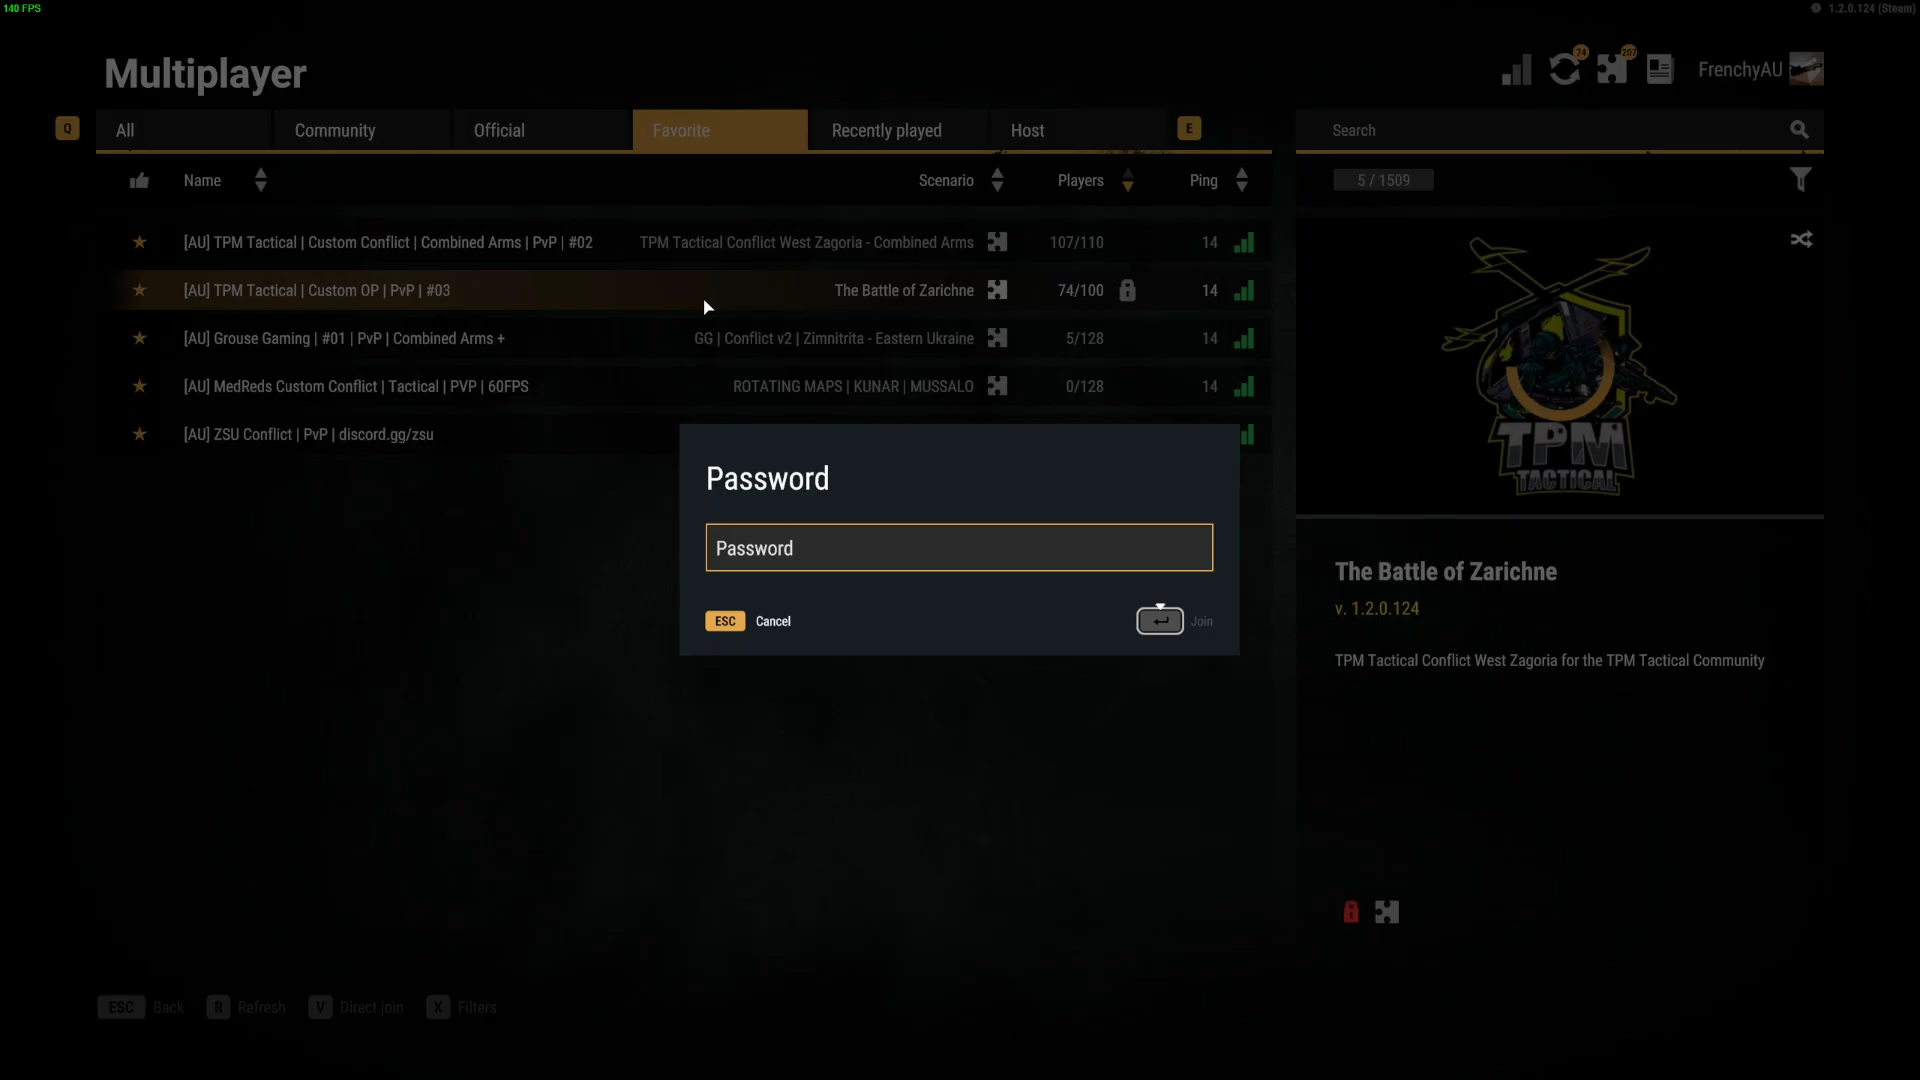 140 FPS
1.2.0.124 (Steam)
Multiplayer
74
207
FrenchyAU
Q
All
Community
Official
Favorite
Recently played
Host
E
Search
Name
Scenario
Players
Ping
5 / 1509
[AU] TPM Tactical | Custom Conflict | Combined Arms | PvP | #02
TPM Tactical Conflict West Zagoria - Combined Arms
107/110
14
[AU] TPM Tactical | Custom OP | PvP | #03
The Battle of Zarichne
74/100
14
[AU] Grouse Gaming | #01 | PvP | Combined Arms +
GG | Conflict v2 | Zimnitrita - Eastern Ukraine
5/128
14
[AU] MedReds Custom Conflict | Tactical | PVP | 60FPS
ROTATING MAPS | KUNAR | MUSSALO
0/128
14
[AU] ZSU Conflict | PvP | discord.gg/zsu
TPM
TACTICAL
Password
Password
ESC Cancel
Join
The Battle of Zarichne
v. 1.2.0.124
TPM Tactical Conflict West Zagoria for the TPM Tactical Community
ESC Back
R Refresh
V Direct join
X Filters